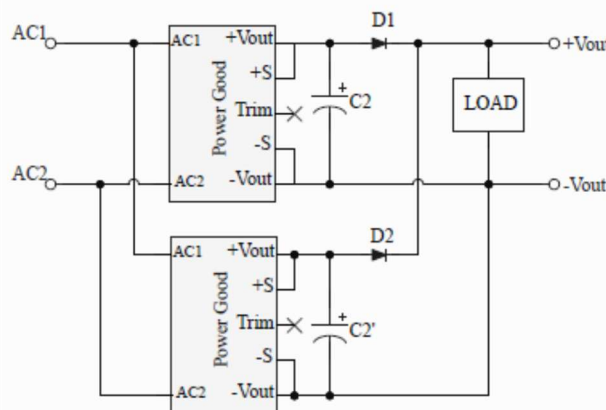 AC1
AC1
Power Good
+Vout
+S
Trim
-S
-Vout
AC2
AC2
D1
C2
+
LOAD
+Vout
-Vout
AC1
Power Good
+Vout
+S
Trim
-S
-Vout
AC2
D2
+
C2'